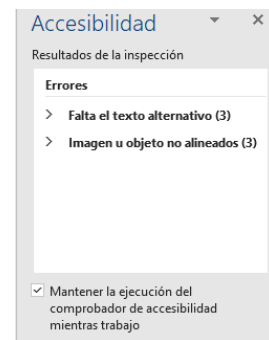 Accesibilidad
Resultados de la inspección
Errores
Falta el texto alternativo (3)
Imagen u objeto no alineados (3)
Mantener la ejecución del
comprobador de accesibilidad
mientras trabajo